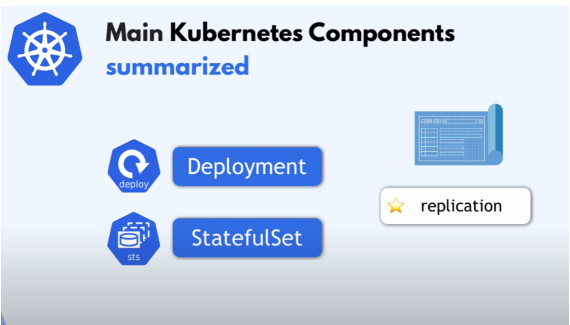 Main Kubernetes Components
summarized
deploy
Deployment
replication
sts
StatefulSet